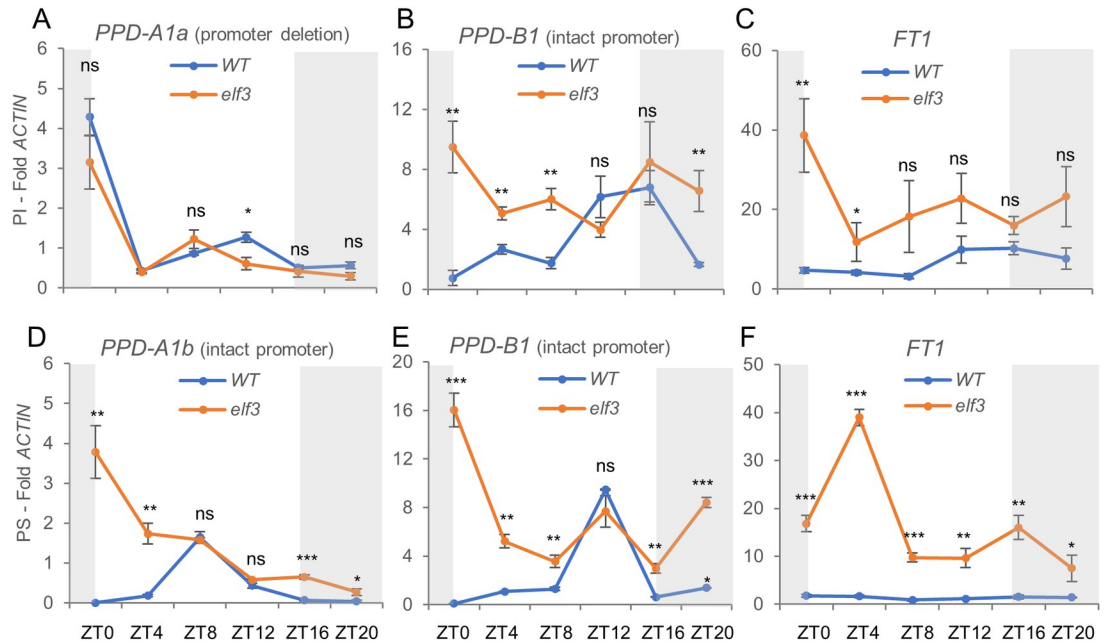 A
PPD-A1a (promoter deletion)
PI - Fold ACTIN
6
5
4
3
2
1
0
WT
elf3
ns
ns
*
ns
ns
B
PPD-B1 (intact promoter)
16
12
8
4
0
WT
elf3
**
**
**
ns
ns
**
C
FT1
60
40
20
0
WT
elf3
**
*
ns
ns
ns
ns
D
PPD-A1b (intact promoter)
PS - Fold ACTIN
6
5
4
3
2
1
0
WT
elf3
**
**
ns
ns
***
*
ZT0 ZT4 ZT8 ZT12 ZT16 ZT20
E
PPD-B1 (intact promoter)
20
16
12
8
4
0
WT
elf3
***
**
**
ns
**
***
*
ZT0 ZT4 ZT8 ZT12 ZT16 ZT20
F
FT1
50
40
30
20
10
0
WT
elf3
***
***
***
**
**
*
ZT0 ZT4 ZT8 ZT12 ZT16 ZT20